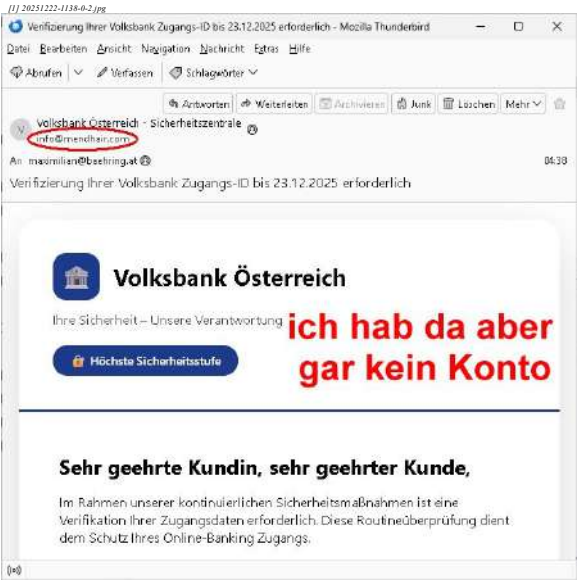 [1] 20251222-1138-0-2.jpg
Verifizierung Ihrer Volksbank Zugangs-ID bis 23.12.2025 erforderlich - Mozilla Thunderbird
Datei Bearbeiten Ansicht Navigation Nachricht Extras Hilfe
Abrufen Verfassen Schlagwörter
Antworten Weiterleiten Archivieren Junk Löschen Mehr
V
Volksbank Österreich - Sicherheitszentrale
info@mendhair.com
An maximilian@baehring.at 04:38
Verifizierung Ihrer Volksbank Zugangs-ID bis 23.12.2025 erforderlich
Volksbank Österreich
Ihre Sicherheit – Unsere Verantwortung
ich hab da aber
Höchste Sicherheitsstufe
gar kein Konto
Sehr geehrte Kundin, sehr geehrter Kunde,
Im Rahmen unserer kontinuierlichen Sicherheitsmaßnahmen ist eine
Verifikation Ihrer Zugangsdaten erforderlich. Diese Routineüberprüfung dient
dem Schutz Ihres Online-Banking Zugangs.